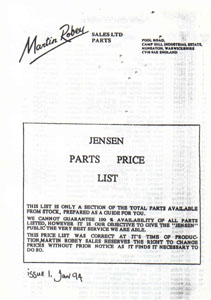 Martin Robey
SALES LTD
PARTS
POOL ROAD,
CAMP HILL INDUSTRIAL ESTATE,
NUNEATON, WARWICKSHIRE
CV10 9AE ENGLAND
JENSEN
PARTS PRICE
LIST
THIS LIST IS ONLY A SECTION OF THE TOTAL PARTS AVAILABLE
FROM STOCK, PREPARED AS A GUIDE FOR YOU.
WE CANNOT GUARANTEE 100 % AVAILABILITY OF ALL PARTS
LISTED, HOWEVER IT IS OUR OBJECTIVE TO GIVE THE "JENSEN"
PUBLIC THE VERY BEST SERVICE WE ARE ABLE.
THIS PRICE LIST WAS CORRECT AT IT'S TIME OF PRODUC-
TION.MARTIN ROBEY SALES RESERVES THE RIGHT TO CHANGE
PRICES WITHOUT PRIOR NOTICE AS IT FINDS IT NECESSARY TO
DO SO.
issue 1. Jan 94